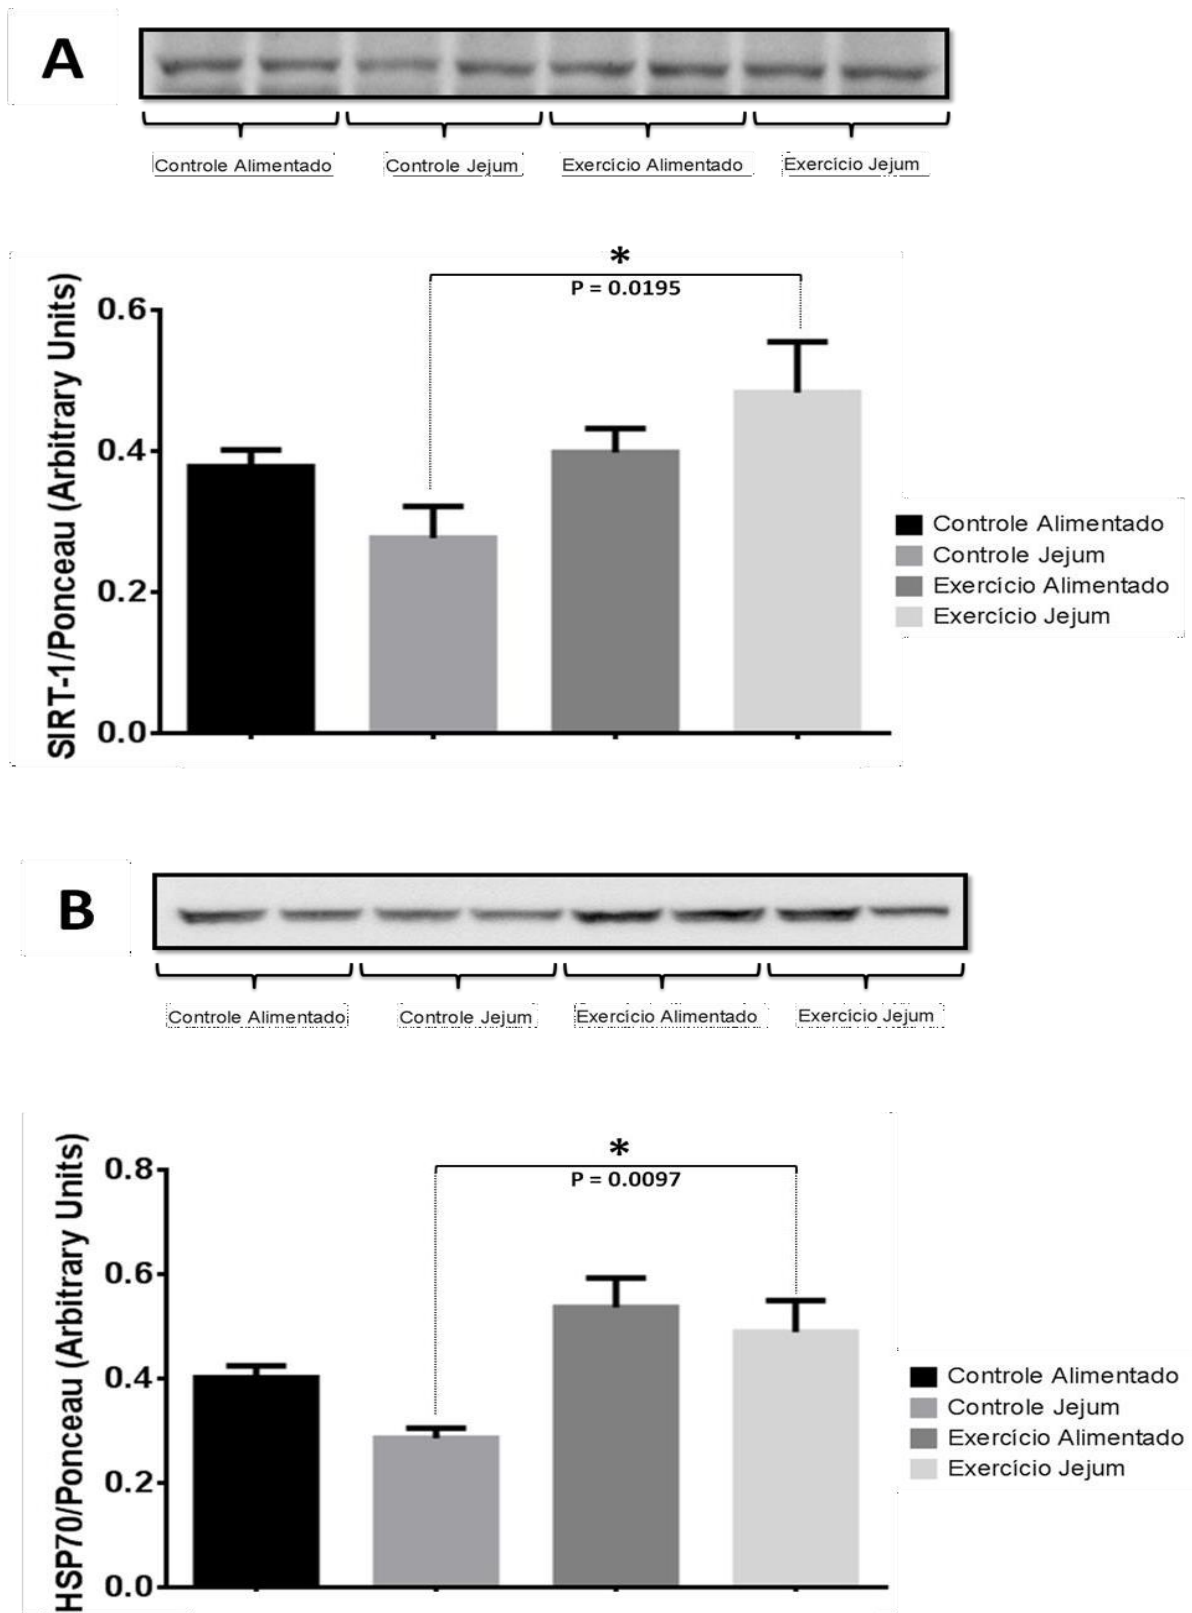 A
Controle Alimentado
Controle Jejum
Exercício Alimentado
Exercício Jejum
*
P = 0.0195
SIRT-1/Ponceau (Arbitrary Units)
0.6
0.4
0.2
0.0
Controle Alimentado
Controle Jejum
Exercício Alimentado
Exercício Jejum
B
Controle Alimentado
Controle Jejum
Exercício Alimentado
Exercício Jejum
*
P = 0.0097
HSP70/Ponceau (Arbitrary Units)
0.8
0.6
0.4
0.2
0.0
Controle Alimentado
Controle Jejum
Exercício Alimentado
Exercício Jejum